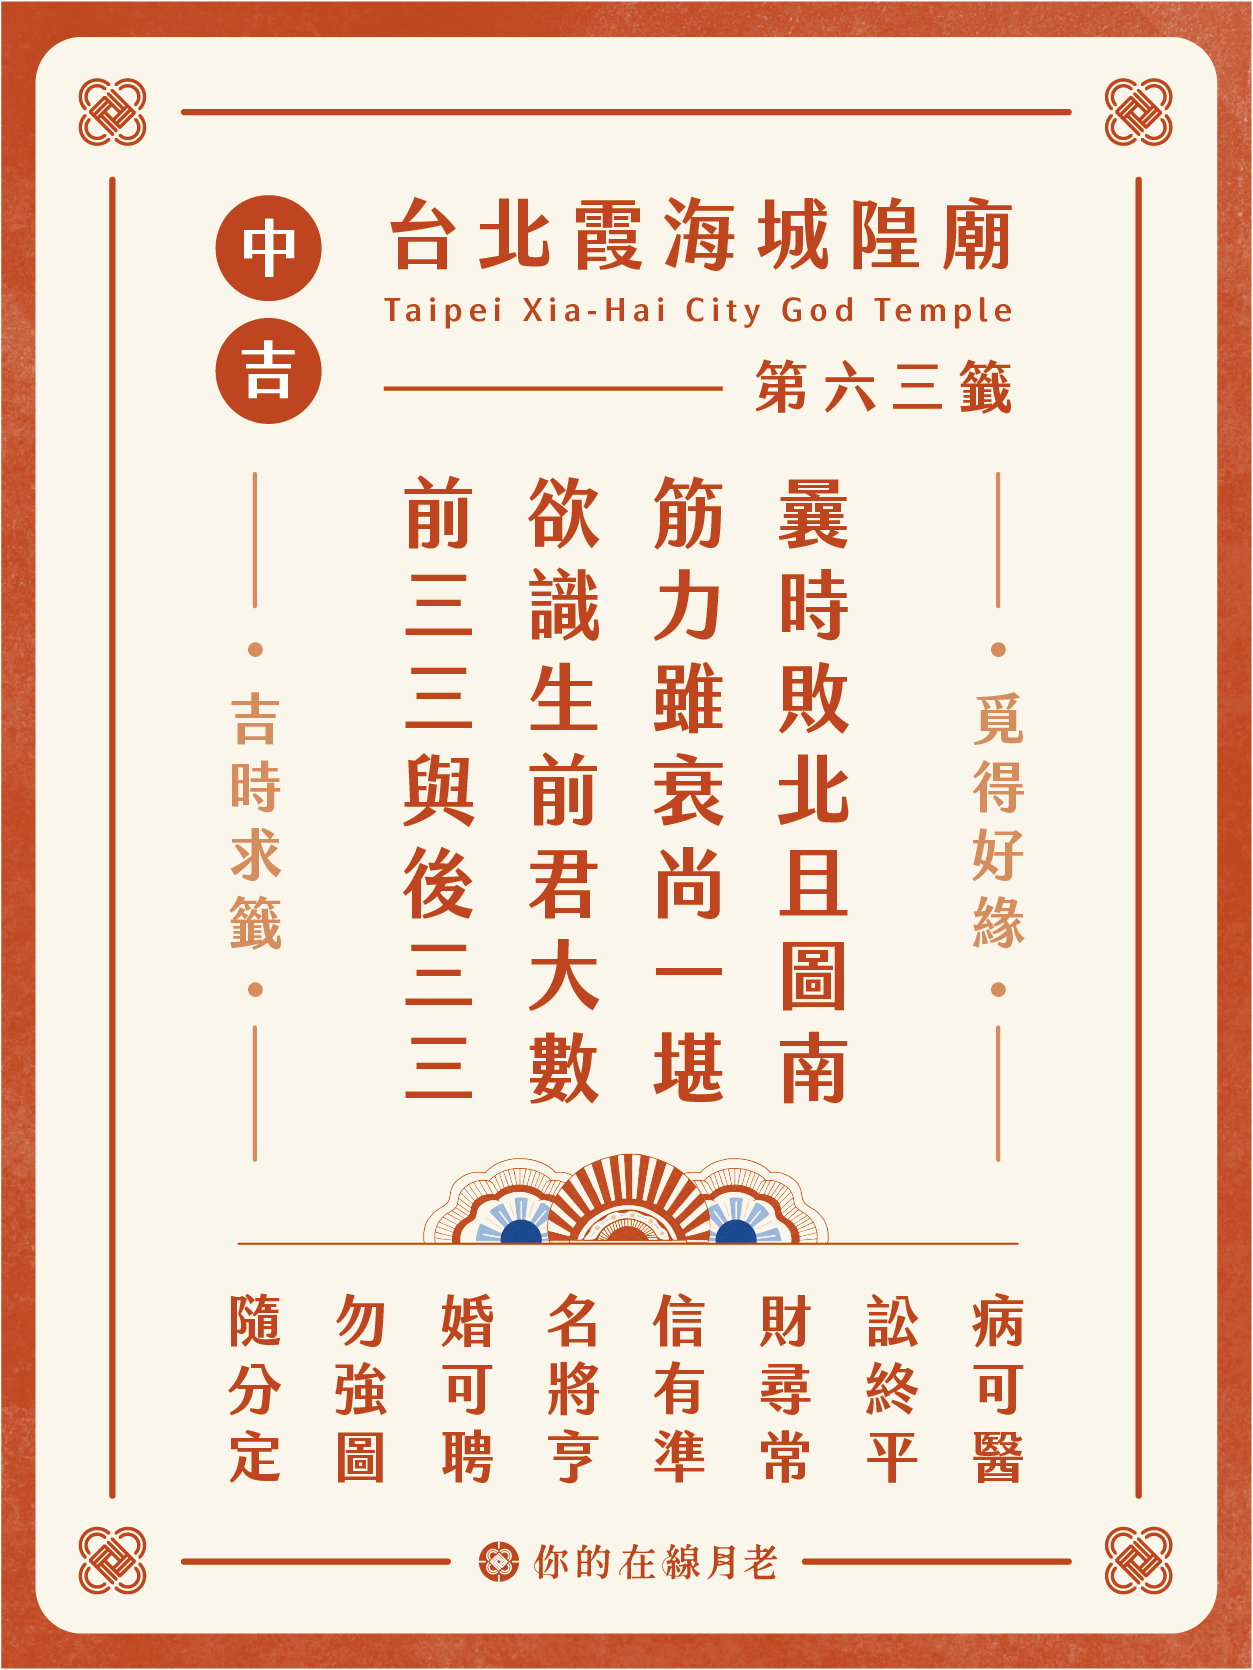 中吉
台北霞海城隍廟
Taipei Xia-Hai City God Temple
第六三籤
覓得好緣
曩時敗北且圖南
筋力雖衰尚一堪
欲識生前君大數
前三三與後三三
吉時求籤
病可醫
訟終平
財尋常
信有準
名將亨
婚可聘
勿強圖
隨分定
你的在線月老